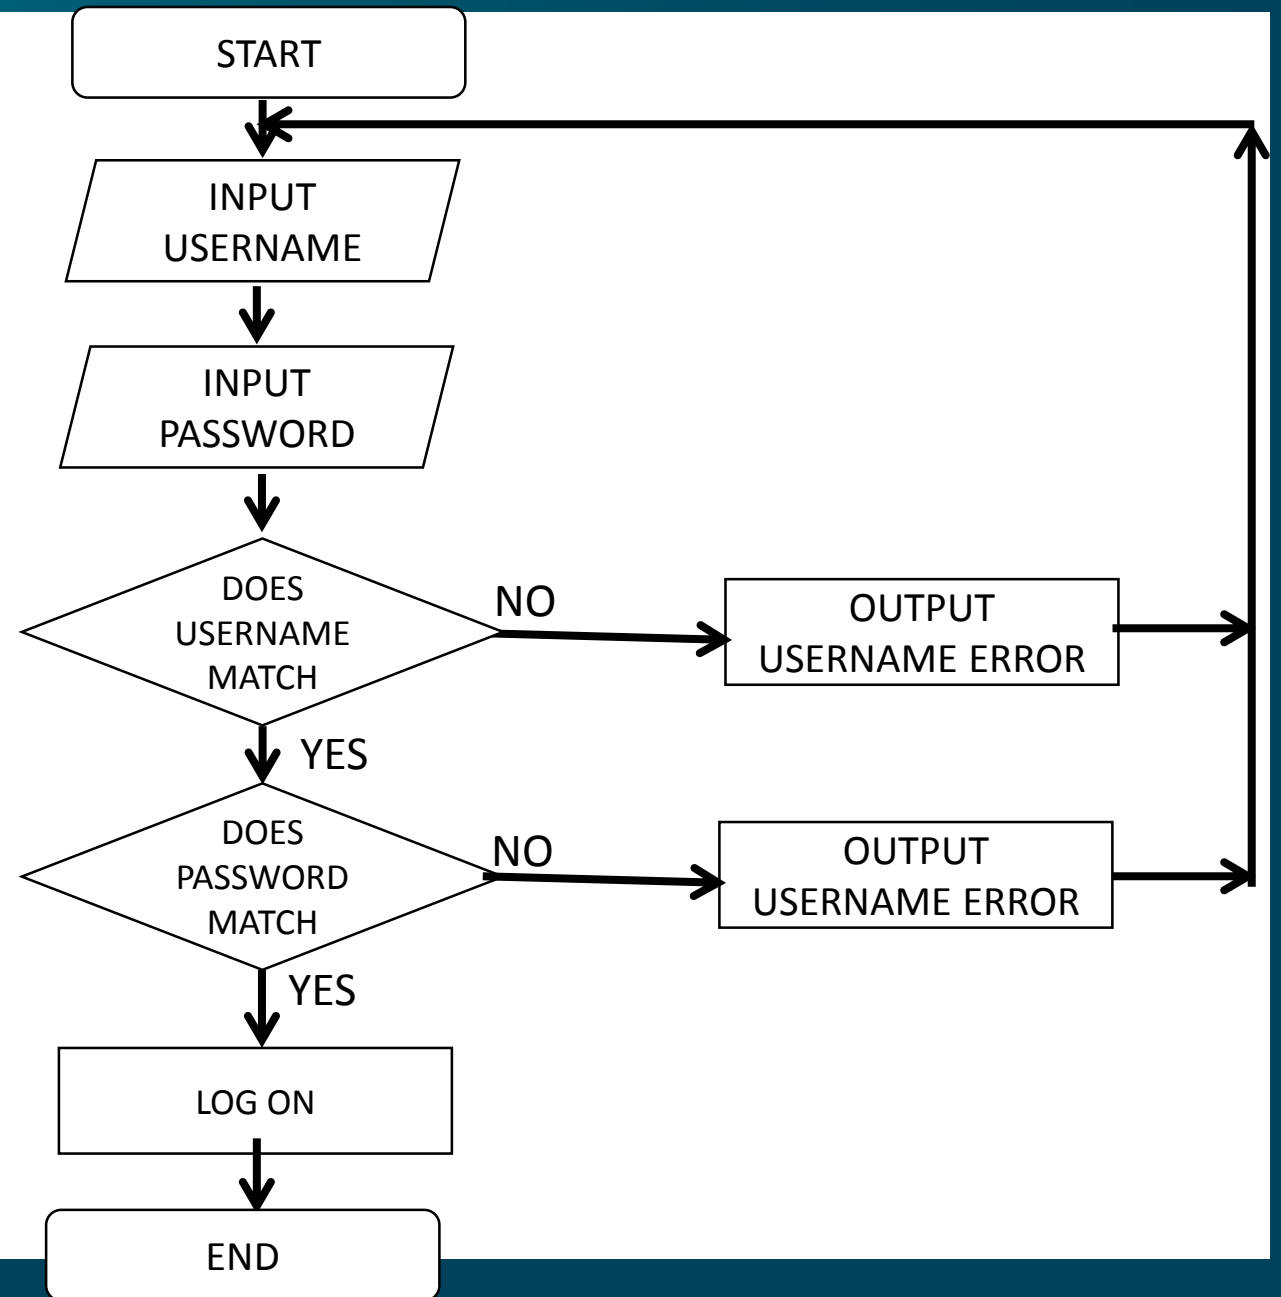 START
INPUT
USERNAME
INPUT
PASSWORD
DOES
USERNAME
MATCH
NO
OUTPUT
USERNAME ERROR
YES
DOES
PASSWORD
MATCH
NO
OUTPUT
USERNAME ERROR
YES
LOG ON
END